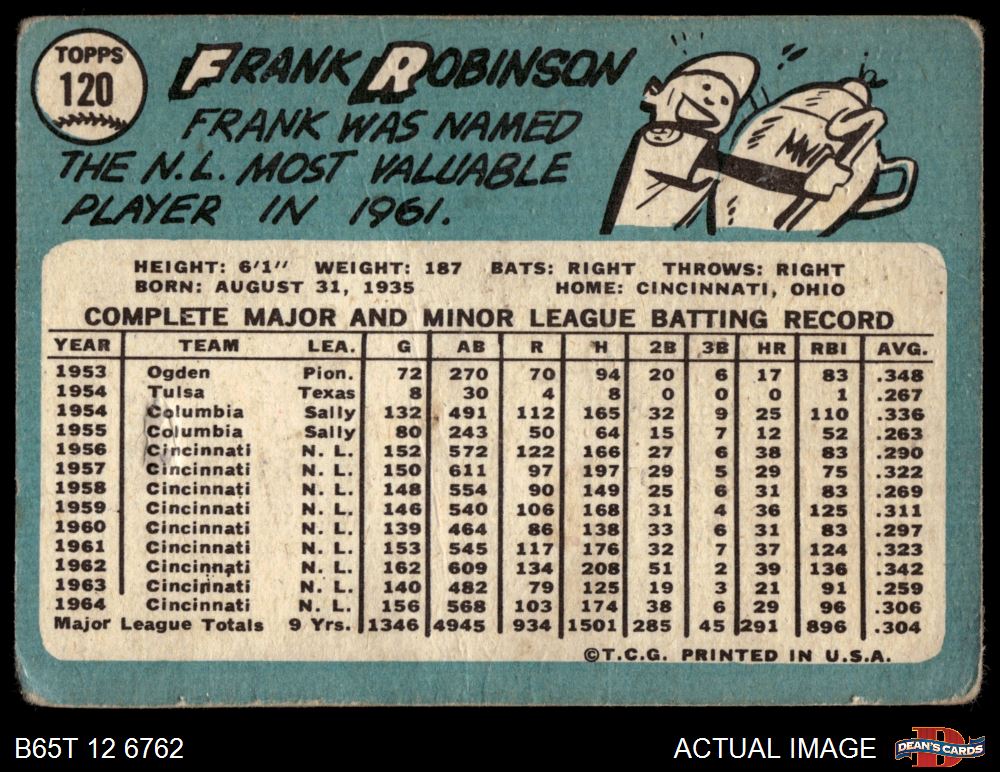 TOPPS
120
FRANK ROBINSON
FRANK WAS NAMED
THE N.L. MOST VALUABLE
PLAYER IN 1961.
MVP
HEIGHT: 6'1" WEIGHT: 187 BATS: RIGHT THROWS: RIGHT
BORN: AUGUST 31, 1935 HOME: CINCINNATI, OHIO
COMPLETE MAJOR AND MINOR LEAGUE BATTING RECORD
YEAR TEAM LEA. G AB R H 2B 3B HR RBI AVG.
1953 Ogden Pion. 72 270 70 94 20 6 17 83 .348
1954 Tulsa Texas 8 30 4 8 0 0 0 1 .267
1954 Columbia Sally 132 491 112 165 32 9 25 110 .336
1955 Columbia Sally 80 243 50 64 15 7 12 52 .263
1956 Cincinnati N. L. 152 572 122 166 27 6 38 83 .290
1957 Cincinnati N. L. 150 611 97 197 29 5 29 75 .322
1958 Cincinnati N. L. 148 554 90 149 25 6 31 83 .269
1959 Cincinnati N. L. 146 540 106 168 31 4 36 125 .311
1960 Cincinnati N. L. 139 464 86 138 33 6 31 83 .297
1961 Cincinnati N. L. 153 545 117 176 32 7 37 124 .323
1962 Cincinnati N. L. 162 609 134 208 51 2 39 136 .342
1963 Cincinnati N. L. 140 482 79 125 19 3 21 91 .259
1964 Cincinnati N. L. 156 568 103 174 38 6 29 96 .306
Major League Totals 9 Yrs. 1346 4945 934 1501 285 45 291 896 .304
©T.C.G. PRINTED IN U.S.A.
B65T 12 6762
ACTUAL IMAGE
D
DEAN'S CARDS